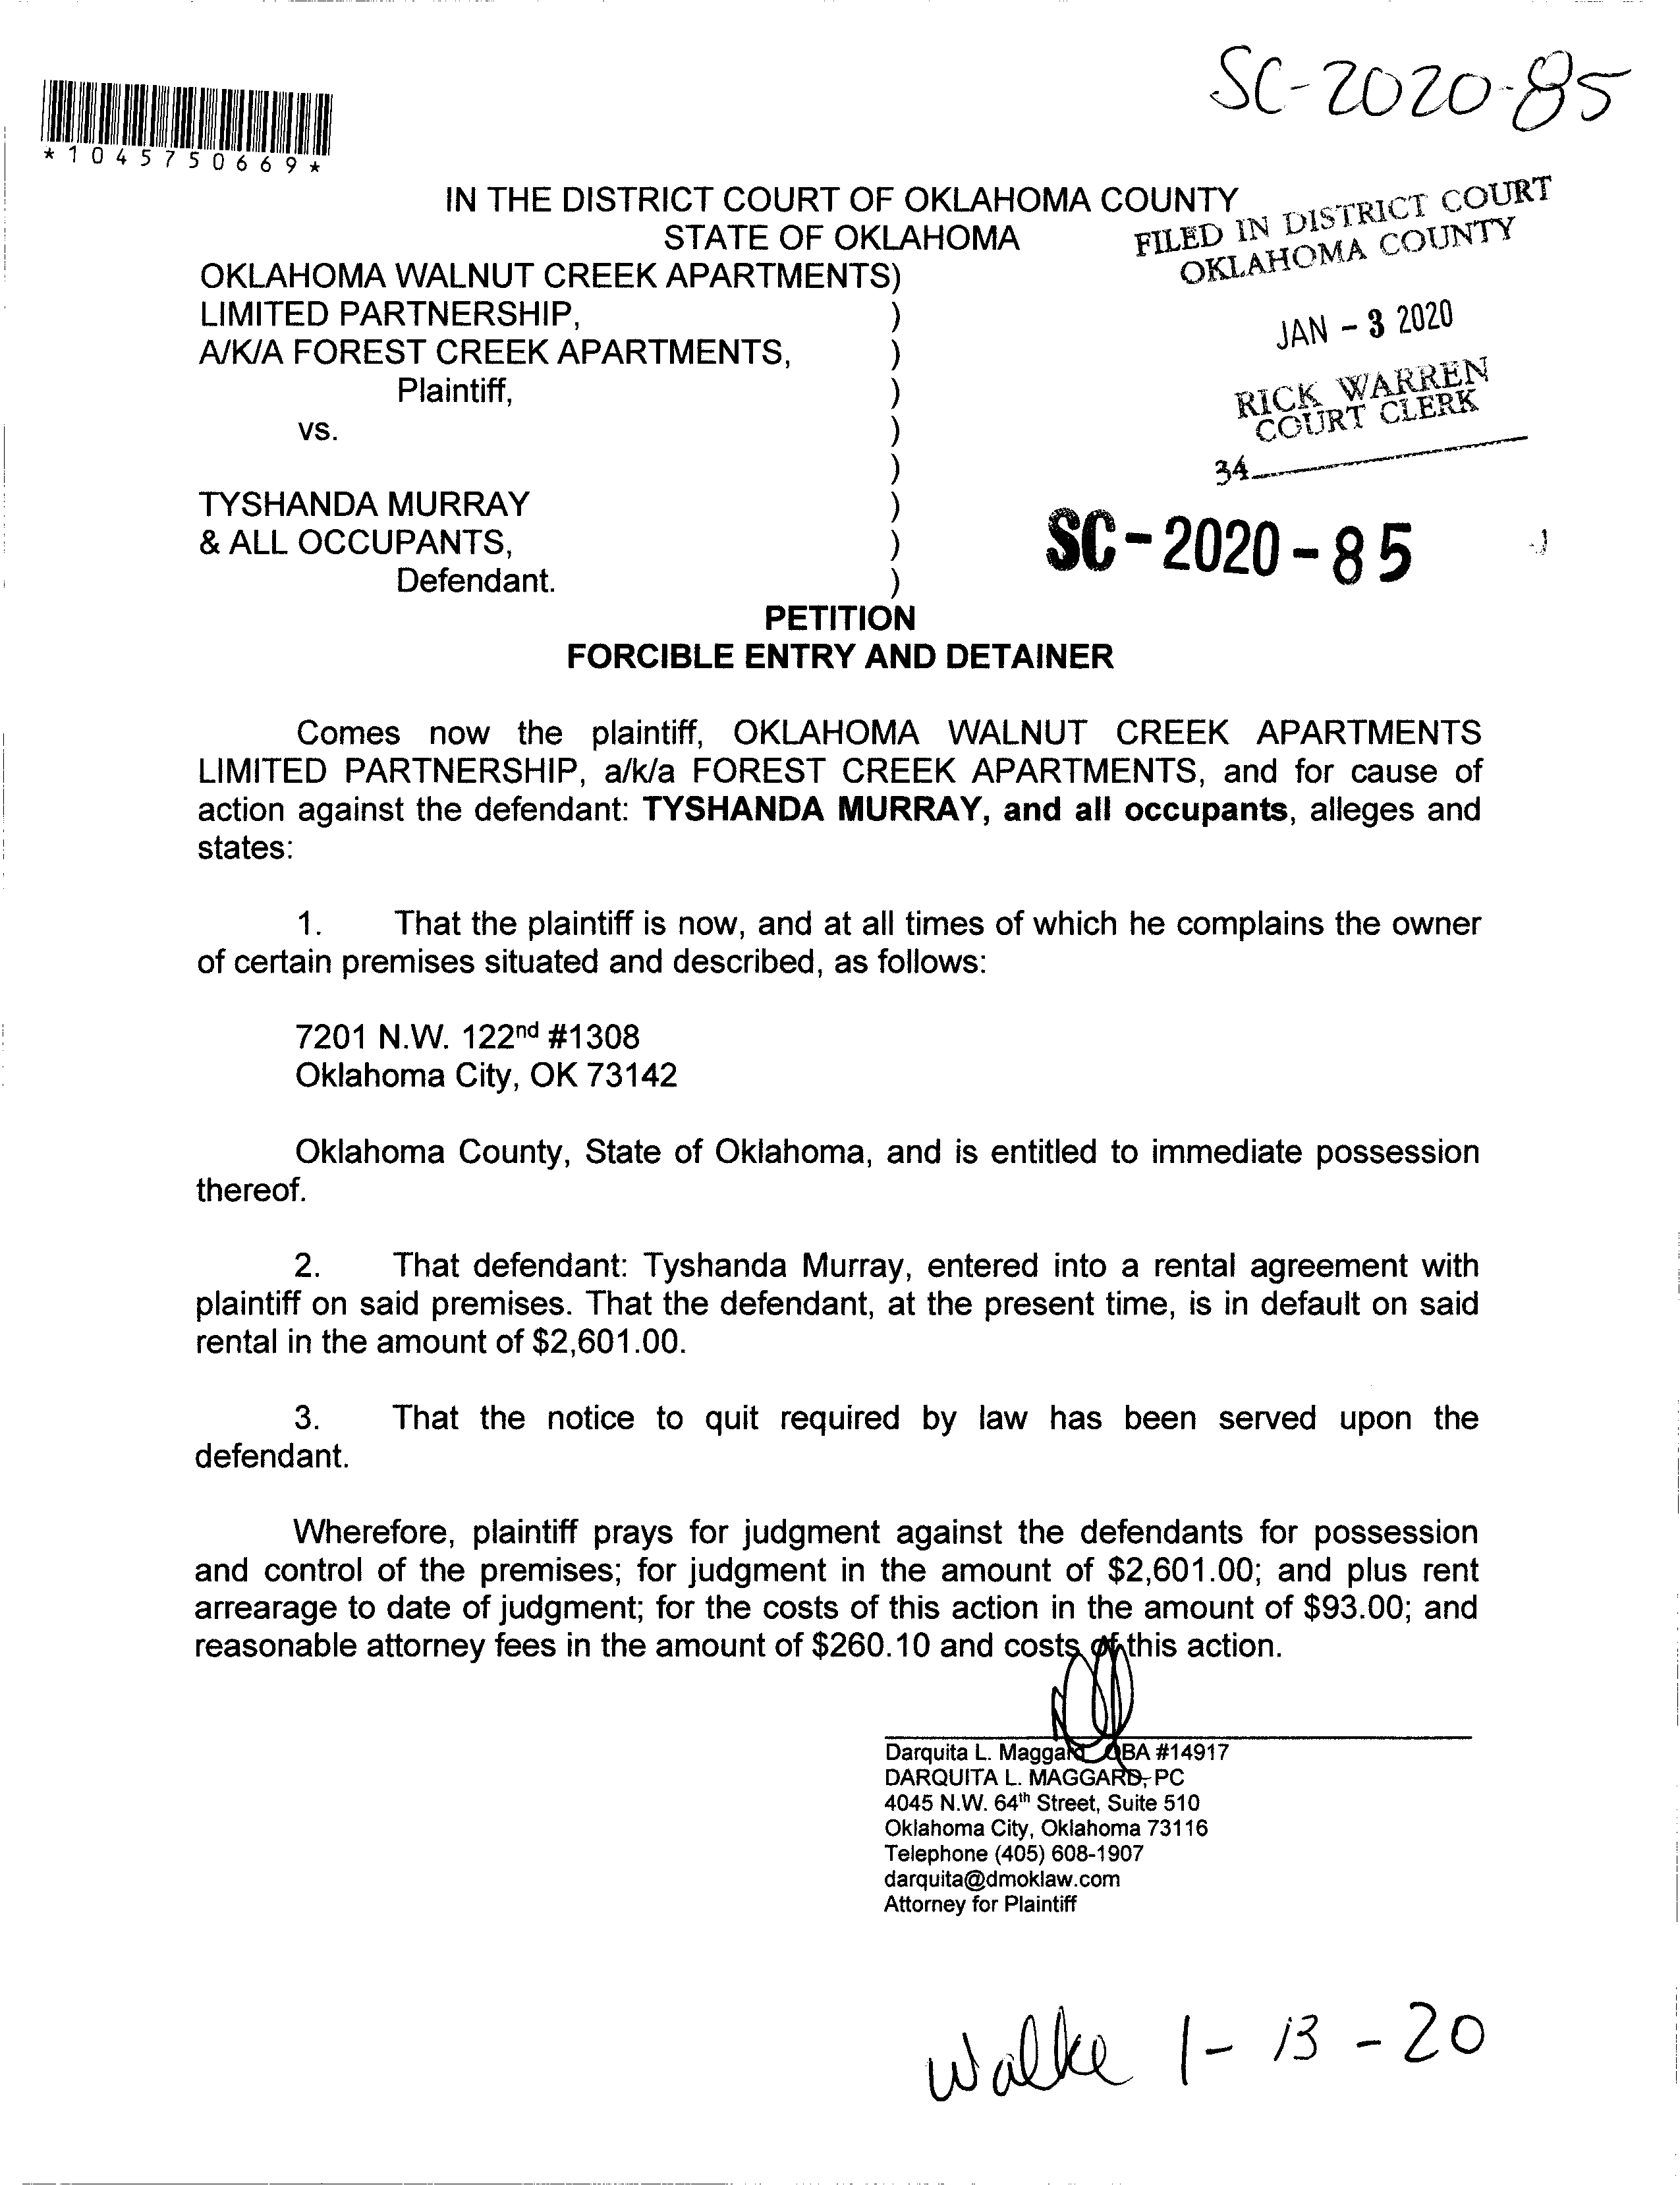 SC-2020-85
*1045750669*
IN THE DISTRICT COURT OF OKLAHOMA COUNTY
STATE OF OKLAHOMA
FILED IN DISTRICT COURT
OKLAHOMA COUNTY
JAN - 3 2020
RICK WARREN
COURT CLERK
34
OKLAHOMA WALNUT CREEK APARTMENTS)
LIMITED PARTNERSHIP, )
A/K/A FOREST CREEK APARTMENTS, )
Plaintiff, )
vs. )
)
TYSHANDA MURRAY )
& ALL OCCUPANTS, )
Defendant. )
SC-2020-85
PETITION
FORCIBLE ENTRY AND DETAINER
Comes now the plaintiff, OKLAHOMA WALNUT CREEK APARTMENTS
LIMITED PARTNERSHIP, a/k/a FOREST CREEK APARTMENTS, and for cause of
action against the defendant: TYSHANDA MURRAY, and all occupants, alleges and
states:
1. That the plaintiff is now, and at all times of which he complains the owner
of certain premises situated and described, as follows:
7201 N.W. 122nd #1308
Oklahoma City, OK 73142
Oklahoma County, State of Oklahoma, and is entitled to immediate possession
thereof.
2. That defendant: Tyshanda Murray, entered into a rental agreement with
plaintiff on said premises. That the defendant, at the present time, is in default on said
rental in the amount of $2,601.00.
3. That the notice to quit required by law has been served upon the
defendant.
Wherefore, plaintiff prays for judgment against the defendants for possession
and control of the premises; for judgment in the amount of $2,601.00; and plus rent
arrearage to date of judgment; for the costs of this action in the amount of $93.00; and
reasonable attorney fees in the amount of $260.10 and costs of this action.
Darquita L. Maggard OBA #14917
DARQUITA L. MAGGARD, PC
4045 N.W. 64th Street, Suite 510
Oklahoma City, Oklahoma 73116
Telephone (405) 608-1907
darquita@dmoklaw.com
Attorney for Plaintiff
Walke 1-13-20